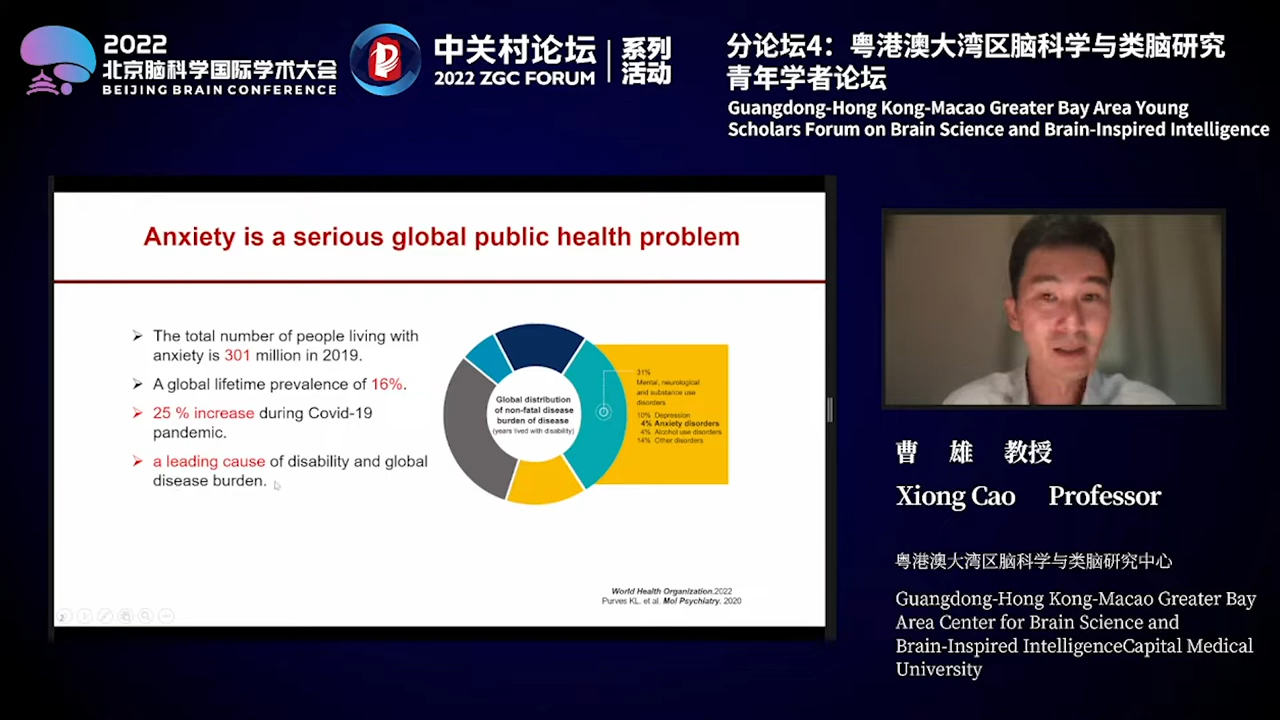 2022
北京脑科学国际学术大会
BEIJING BRAIN CONFERENCE
中关村论坛
2022 ZGC FORUM
系列
活动
分论坛4：粤港澳大湾区脑科学与类脑研究
青年学者论坛
Guangdong-Hong Kong-Macao Greater Bay Area Young
Scholars Forum on Brain Science and Brain-Inspired Intelligence
Anxiety is a serious global public health problem
The total number of people living with
anxiety is 301 million in 2019.
A global lifetime prevalence of 16%.
25 % increase during Covid-19
pandemic.
a leading cause of disability and global
disease burden.
Global distribution
of non-fatal disease
burden of disease
(years lived with disability)
31%
Mental, neurological
and substance use
disorders
10% Depression
4% Anxiety disorders
4% Alcohol use disorders
14% Other disorders
World Health Organization.2022
Purves KL. et al. Mol Psychiatry. 2020
曹 雄 教授
Xiong Cao Professor
粤港澳大湾区脑科学与类脑研究中心
Guangdong-Hong Kong-Macao Greater Bay
Area Center for Brain Science and
Brain-Inspired IntelligenceCapital Medical
University